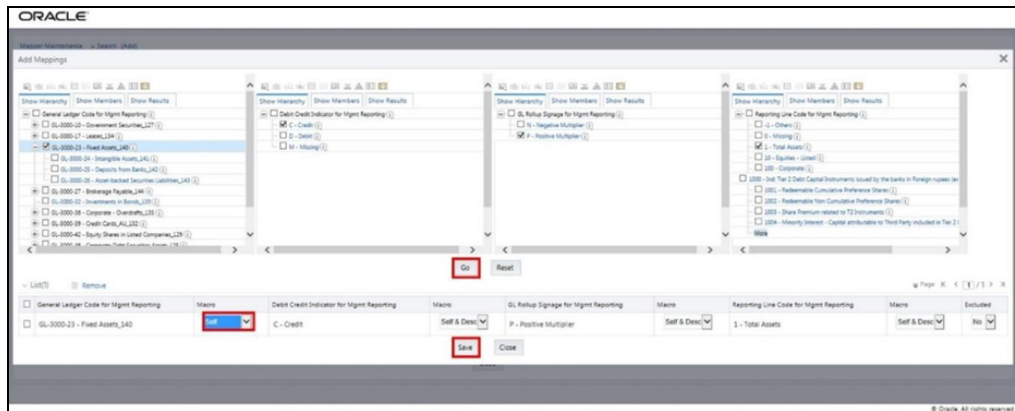 ORACLE
Mapper Maintenance » Search (Add)
Add Mappings
Show Hierarchy Show Members Show Results
General Ledger Code for Mgmt Reporting
GL-3000-10 - Government Securities_127
GL-3000-17 - Leases_134
GL-3000-23 - Fixed Assets_140
GL-3000-24 - Intangible Assets_141
GL-3000-25 - Deposits from Banks_142
GL-3000-26 - Asset-backed Securities Liabilities_143
GL-3000-27 - Brokerage Payable_144
GL-3000-32 - Investments in Bonds_139
GL-3000-38 - Corporate - Overdrafts_135
GL-3000-39 - Credit Cards_AU_132
GL-3000-42 - Equity Shares in Listed Companies_129
Show Hierarchy Show Members Show Results
Debit Credit Indicator for Mgmt Reporting
C - Credit
D - Debit
M - Missing
Show Hierarchy Show Members Show Results
GL Rollup Signage for Mgmt Reporting
N - Negative Multiplier
P - Positive Multiplier
Show Hierarchy Show Members Show Results
Reporting Line Code for Mgmt Reporting
-1 - Others
0 - Missing
1 - Total Assets
10 - Equities - Listed
100 - Corporate
1000 - Inst Tier 2 Debt Capital Instruments issued by the banks in Foreign rupees
1001 - Redeemable Cumulative Preference Shares
1002 - Redeemable Non Cumulative Preference Shares
1003 - Share Premium related to T2 Instruments
1004 - Minority Interest - Capital attributable to Third Party included in Tier 2
More
Go Reset
List(1) Remove Page 1 / 1
General Ledger Code for Mgmt Reporting Macro Debit Credit Indicator for Mgmt Reporting Macro GL Rollup Signage for Mgmt Reporting Macro Reporting Line Code for Mgmt Reporting Macro Excluded
GL-3000-23 - Fixed Assets_140 Self C - Credit Self & Desc P - Positive Multiplier Self & Desc 1 - Total Assets Self & Desc No
Save Close
© Oracle. All rights reserved